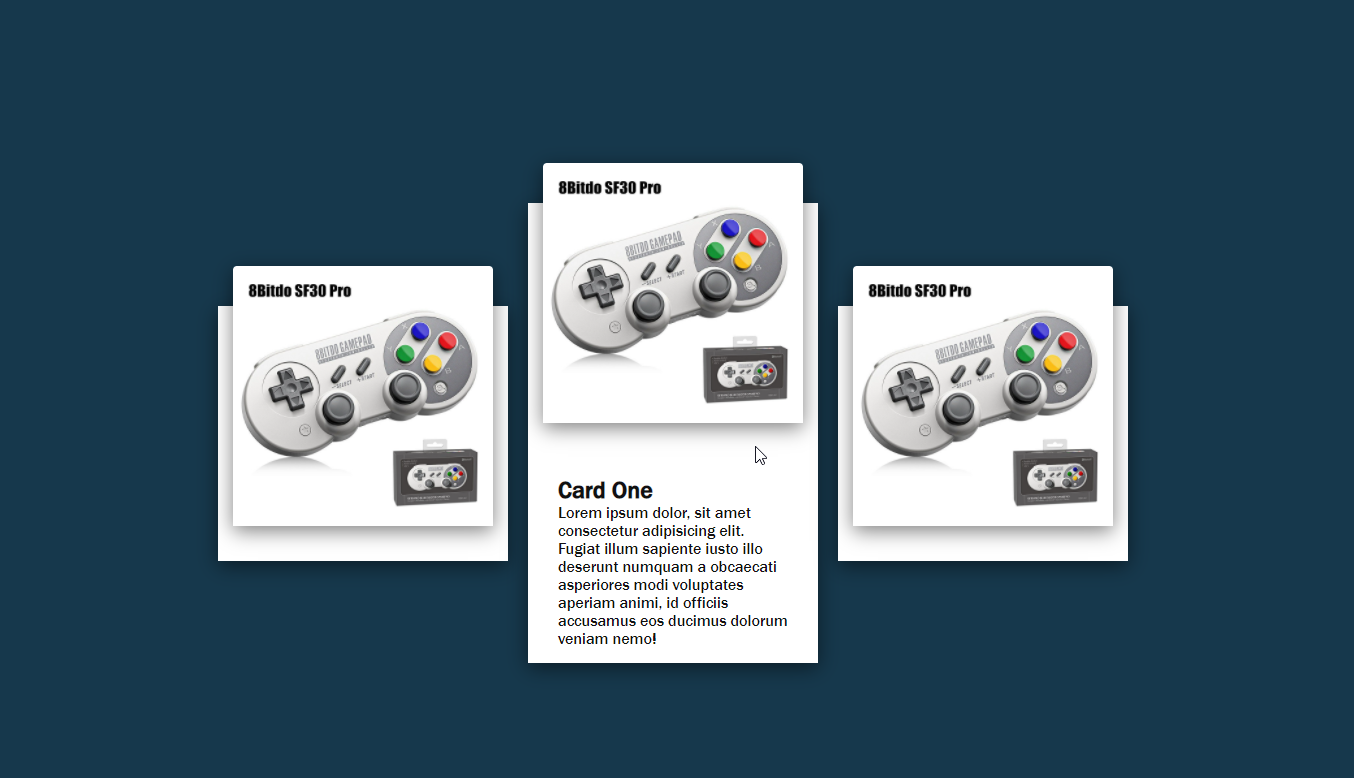 8Bitdo SF30 Pro
8BITDO GAMEPAD
SELECT
START
A
B
8Bitdo SF30 Pro
8BITDO GAMEPAD
SELECT
START
A
B
8Bitdo SF30 Pro
8BITDO GAMEPAD
SELECT
START
A
B
Card One
Lorem ipsum dolor, sit amet
consectetur adipisicing elit.
Fugiat illum sapiente iusto illo
deserunt numquam a obcaecati
asperiores modi voluptates
aperiam animi, id officiis
accusamus eos ducimus dolorum
veniam nemo!